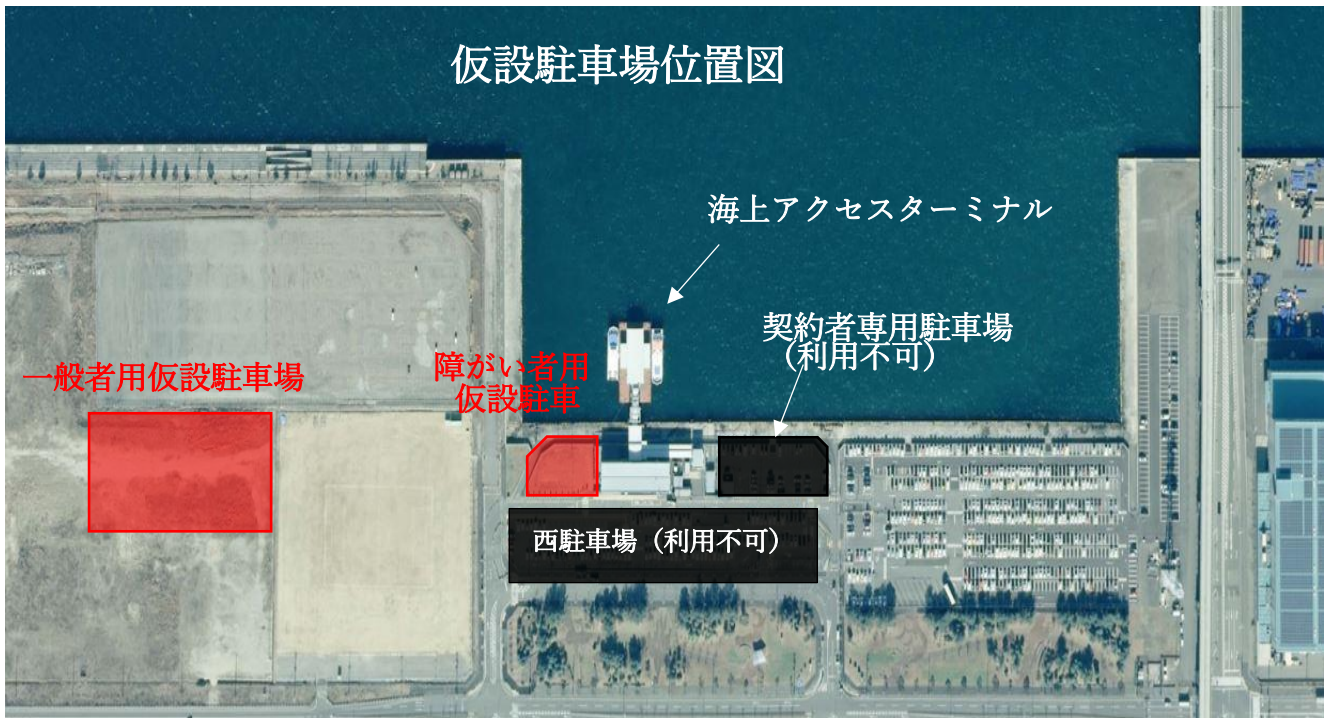 仮設駐車場位置図
海上アクセスターミナル
契約者専用駐車場
（利用不可）
一般者用仮設駐車場
障がい者用
仮設駐車
西駐車場（利用不可）